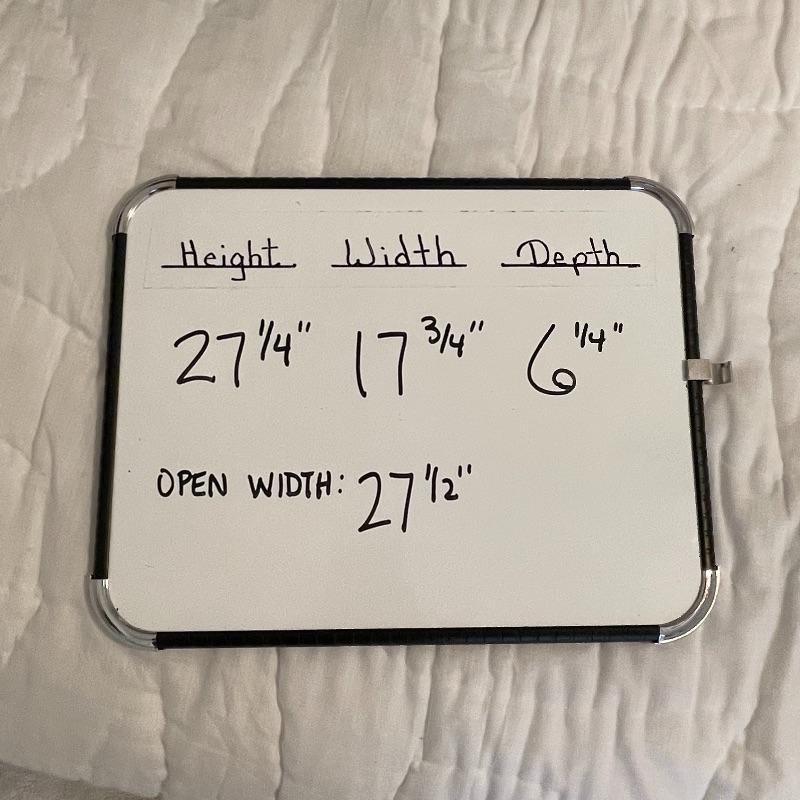 Height Width Depth
27 1/4" 17 3/4" 6 1/4"
OPEN WIDTH: 27 1/2"